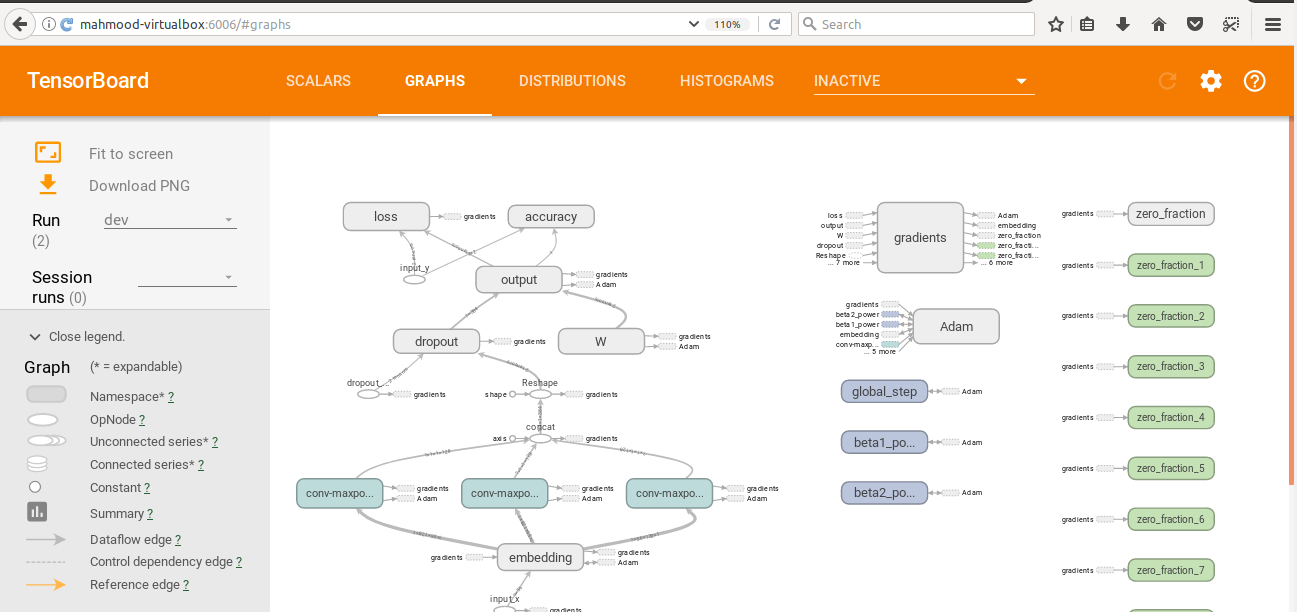 mahmood-virtualbox:6006/#graphs
110%
Search
TensorBoard
SCALARS
GRAPHS
DISTRIBUTIONS
HISTOGRAMS
INACTIVE
Fit to screen
Download PNG
Run
(2)
dev
Session
runs (0)
Close legend.
Graph
(* = expandable)
Namespace* ?
OpNode ?
Unconnected series* ?
Connected series* ?
Constant ?
Summary ?
Dataflow edge ?
Control dependency edge ?
Reference edge ?
loss
gradients
accuracy
input_y
output
gradients
Adam
dropout
gradients
W
gradients
Adam
dropout_...
gradients
Reshape
shape
gradients
concat
axis
gradients
conv-maxpo...
gradients
Adam
conv-maxpo...
gradients
Adam
conv-maxpo...
gradients
Adam
gradients
embedding
gradients
Adam
input_x
gradients
loss
output
W
dropout
Reshape
... 7 more
gradients
Adam
embedding
zero_fraction
zero_fracti...
zero_fracti...
... 6 more
gradients
beta2_power
beta1_power
embedding
conv-maxp...
... 5 more
Adam
global_step
Adam
beta1_po...
Adam
beta2_po...
Adam
gradients
zero_fraction
gradients
zero_fraction_1
gradients
zero_fraction_2
gradients
zero_fraction_3
gradients
zero_fraction_4
gradients
zero_fraction_5
gradients
zero_fraction_6
gradients
zero_fraction_7